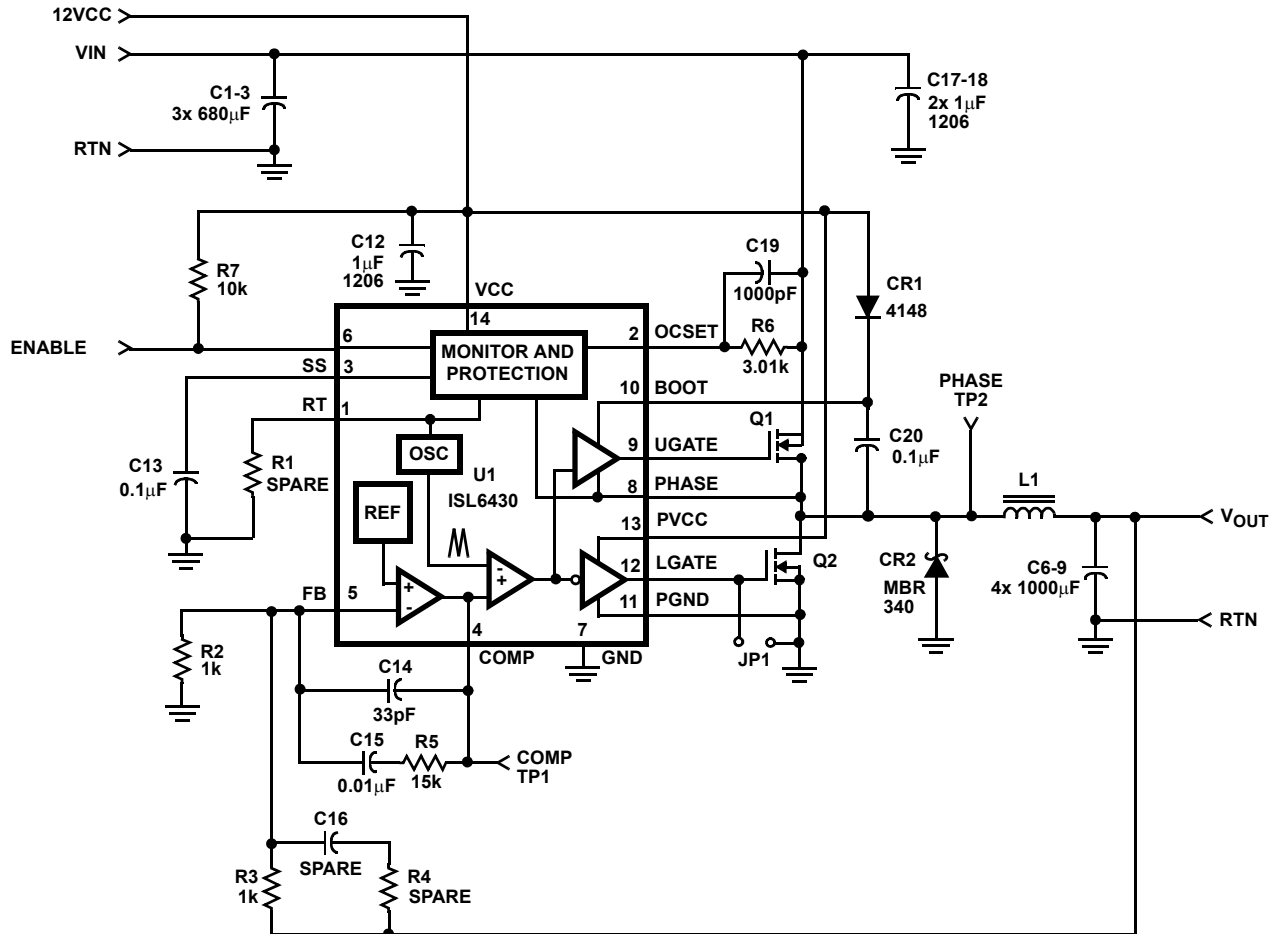 12VCC
VIN
C1-3
3x 680μF
RTN
C17-18
2x 1μF
1206
C12
1μF
1206
R7
10k
C19
1000pF
VCC
14
CR1
4148
ENABLE
6
MONITOR AND
PROTECTION
2
OCSET
R6
3.01k
SS
3
10
BOOT
PHASE
TP2
RT
1
Q1
C20
0.1μF
OSC
9
UGATE
C13
0.1μF
R1
SPARE
U1
ISL6430
8
PHASE
L1
VOUT
REF
13
PVCC
12
LGATE
Q2
CR2
MBR
340
C6-9
4x 1000μF
+
-
-
+
FB
5
11
PGND
RTN
4
COMP
7
GND
JP1
R2
1k
C14
33pF
C15
0.01μF
R5
15k
COMP
TP1
C16
SPARE
R3
1k
R4
SPARE